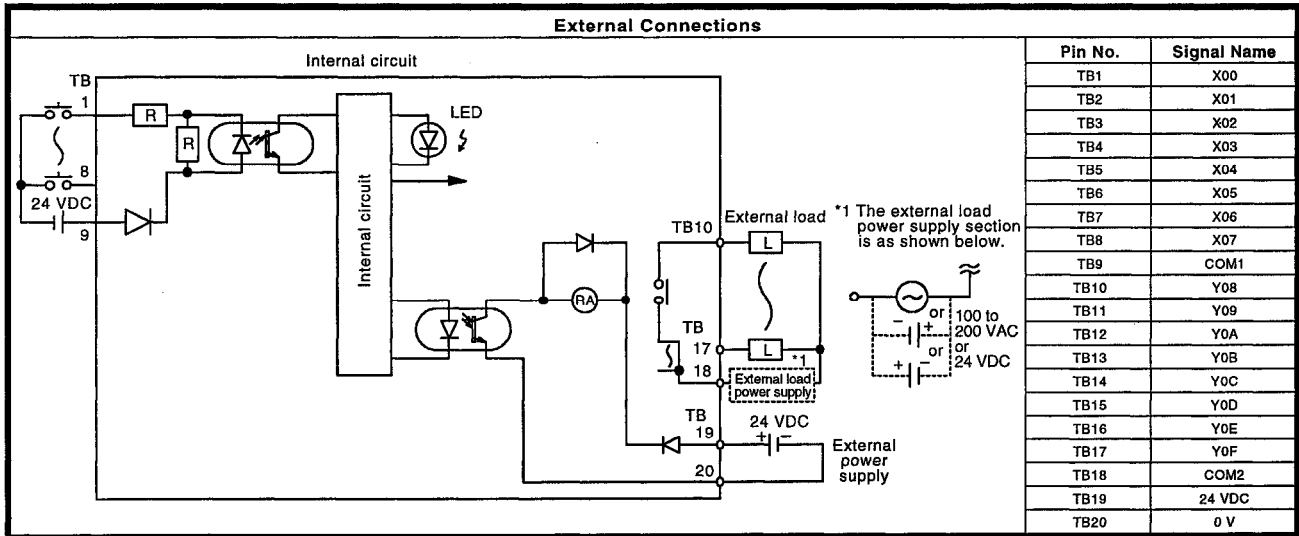 External Connections
Internal circuit
TB
1
R
R
8
24 VDC
9
Internal circuit
LED
RA
TB10
External load
L
TB
17
L
*1
18
External load
power supply
TB
19
24 VDC
+ −
20
External
power
supply
*1 The external load
power supply section
is as shown below.
or
− +
or
+ −
100 to
200 VAC
or
24 VDC
Pin No. Signal Name
TB1 X00
TB2 X01
TB3 X02
TB4 X03
TB5 X04
TB6 X05
TB7 X06
TB8 X07
TB9 COM1
TB10 Y08
TB11 Y09
TB12 Y0A
TB13 Y0B
TB14 Y0C
TB15 Y0D
TB16 Y0E
TB17 Y0F
TB18 COM2
TB19 24 VDC
TB20 0 V